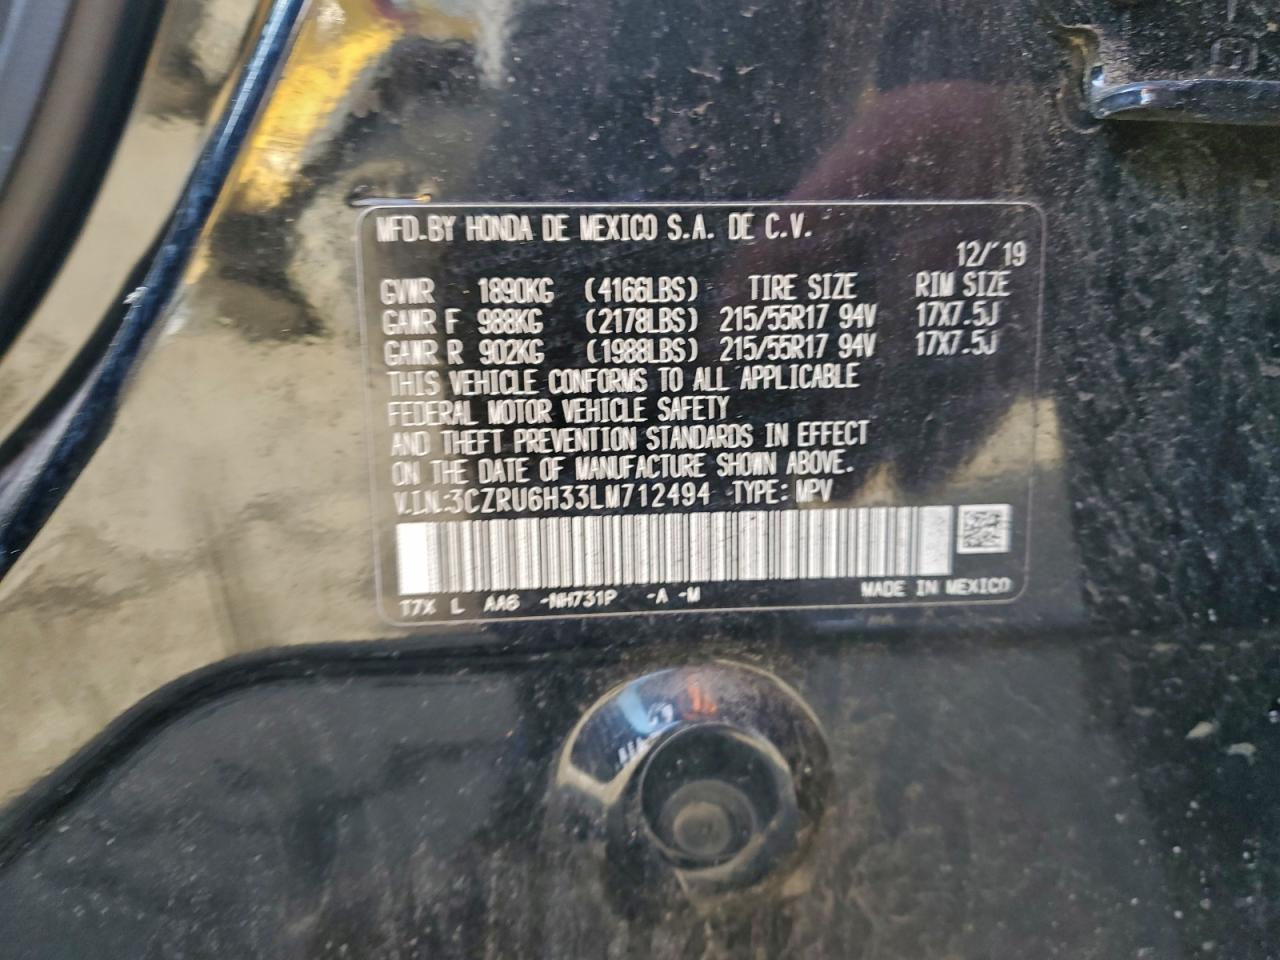 MFD.BY HONDA DE MEXICO S.A. DE C.V.
12/'19
GVWR 1890KG (4166LBS) TIRE SIZE RIM SIZE
GAWR F 988KG (2178LBS) 215/55R17 94V 17X7.5J
GAWR R 902KG (1988LBS) 215/55R17 94V 17X7.5J
THIS VEHICLE CONFORMS TO ALL APPLICABLE
FEDERAL MOTOR VEHICLE SAFETY
AND THEFT PREVENTION STANDARDS IN EFFECT
ON THE DATE OF MANUFACTURE SHOWN ABOVE.
V.I.N.:3CZRU6H33LM712494 TYPE: MPV
T7X L AA6 -NH731P -A -M MADE IN MEXICO